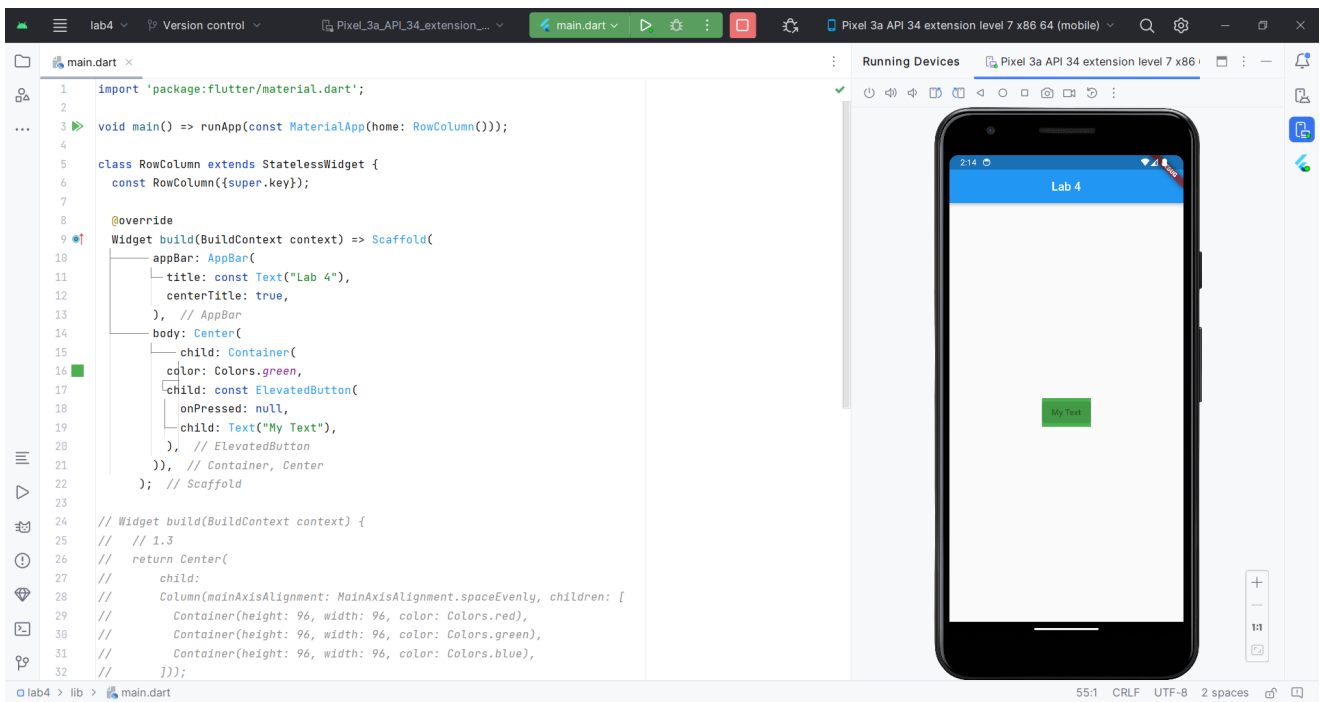 lab4 Version control Pixel_3a_API_34_extension_... main.dart Pixel 3a API 34 extension level 7 x86 64 (mobile)
main.dart
Running Devices Pixel 3a API 34 extension level 7 x86
1 import 'package:flutter/material.dart';
2
3 void main() => runApp(const MaterialApp(home: RowColumn()));
4
5 class RowColumn extends StatelessWidget {
6 const RowColumn({super.key});
7
8 @override
9 Widget build(BuildContext context) => Scaffold(
10 appBar: AppBar(
11 title: const Text("Lab 4"),
12 centerTitle: true,
13 ), // AppBar
14 body: Center(
15 child: Container(
16 color: Colors.green,
17 child: const ElevatedButton(
18 onPressed: null,
19 child: Text("My Text"),
20 ), // ElevatedButton
21 )), // Container, Center
22 ); // Scaffold
23
24 // Widget build(BuildContext context) {
25 // // 1.3
26 // return Center(
27 // child:
28 // Column(mainAxisAlignment: MainAxisAlignment.spaceEvenly, children: [
29 // Container(height: 96, width: 96, color: Colors.red),
30 // Container(height: 96, width: 96, color: Colors.green),
31 // Container(height: 96, width: 96, color: Colors.blue),
32 // ]));
2:14
Lab 4
My Text
1:1
lab4 > lib > main.dart
55:1 CRLF UTF-8 2 spaces